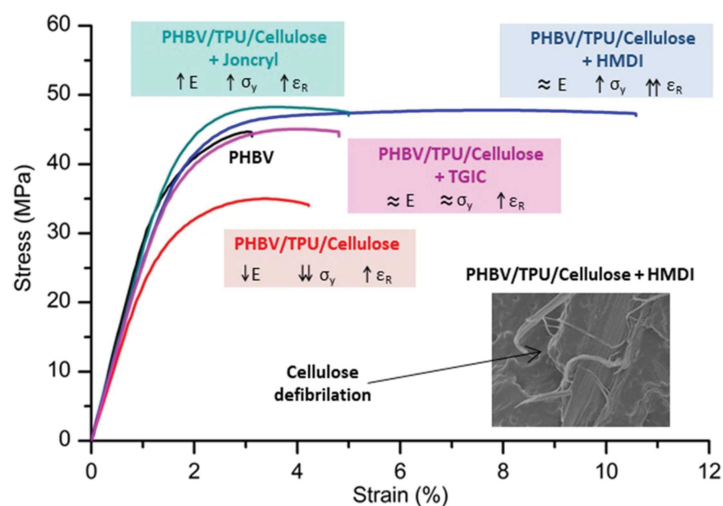 PHBV/TPU/Cellulose
+ Joncryl
↑ E ↑ σy ↑ εR
PHBV/TPU/Cellulose
+ HMDI
≈ E ↑ σy ↑↑ εR
PHBV
PHBV/TPU/Cellulose
+ TGIC
≈ E ≈ σy ↑ εR
PHBV/TPU/Cellulose
↓E ↓↓ σy ↑ εR
PHBV/TPU/Cellulose + HMDI
Cellulose
defibrilation
Stress (MPa)
60
50
40
30
20
10
0
0 2 4 6 8 10 12
Strain (%)